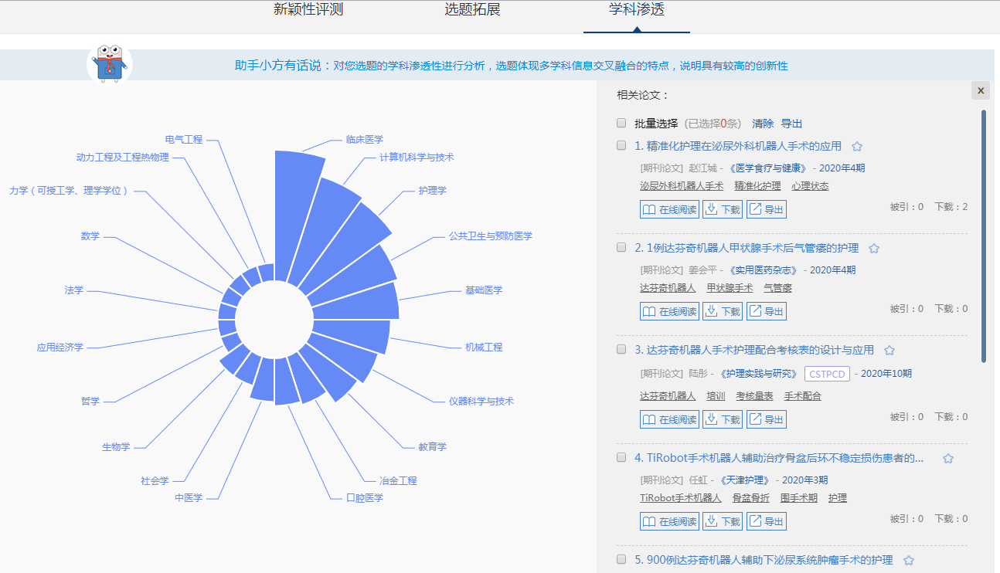 新颖性评测 选题拓展 学科渗透
助手小方有话说：对您选题的学科渗透性进行分析，选题体现多学科信息交叉融合的特点，说明具有较高的创新性
电气工程
动力工程及工程热物理
力学（可授工学、理学学位）
数学
法学
应用经济学
哲学
生物学
社会学
中医学
临床医学
计算机科学与技术
护理学
公共卫生与预防医学
基础医学
机械工程
仪器科学与技术
教育学
冶金工程
口腔医学
相关论文：
x
批量选择 (已选择0条) 清除 导出
1. 精准化护理在泌尿外科机器人手术的应用
[期刊论文] 赵江城 - 《医学食疗与健康》 - 2020年4期
泌尿外科机器人手术 精准化护理 心理状态
在线阅读 下载 导出 被引：0 下载：2
2. 1例达芬奇机器人甲状腺手术后气管瘘的护理
[期刊论文] 姜会平 - 《实用医药杂志》 - 2020年4期
达芬奇机器人 甲状腺手术 气管瘘
在线阅读 下载 导出 被引：0 下载：0
3. 达芬奇机器人手术护理配合考核表的设计与应用
[期刊论文] 陆彤 - 《护理实践与研究》 CSTPCD - 2020年10期
达芬奇机器人 培训 考核量表 手术配合
在线阅读 下载 导出 被引：0 下载：0
4. TiRobot手术机器人辅助治疗骨盆后环不稳定损伤患者的...
[期刊论文] 任虹 - 《天津护理》 - 2020年3期
TiRobot手术机器人 骨盆骨折 围手术期 护理
在线阅读 下载 导出 被引：0 下载：0
5. 900例达芬奇机器人辅助下泌尿系统肿瘤手术的护理